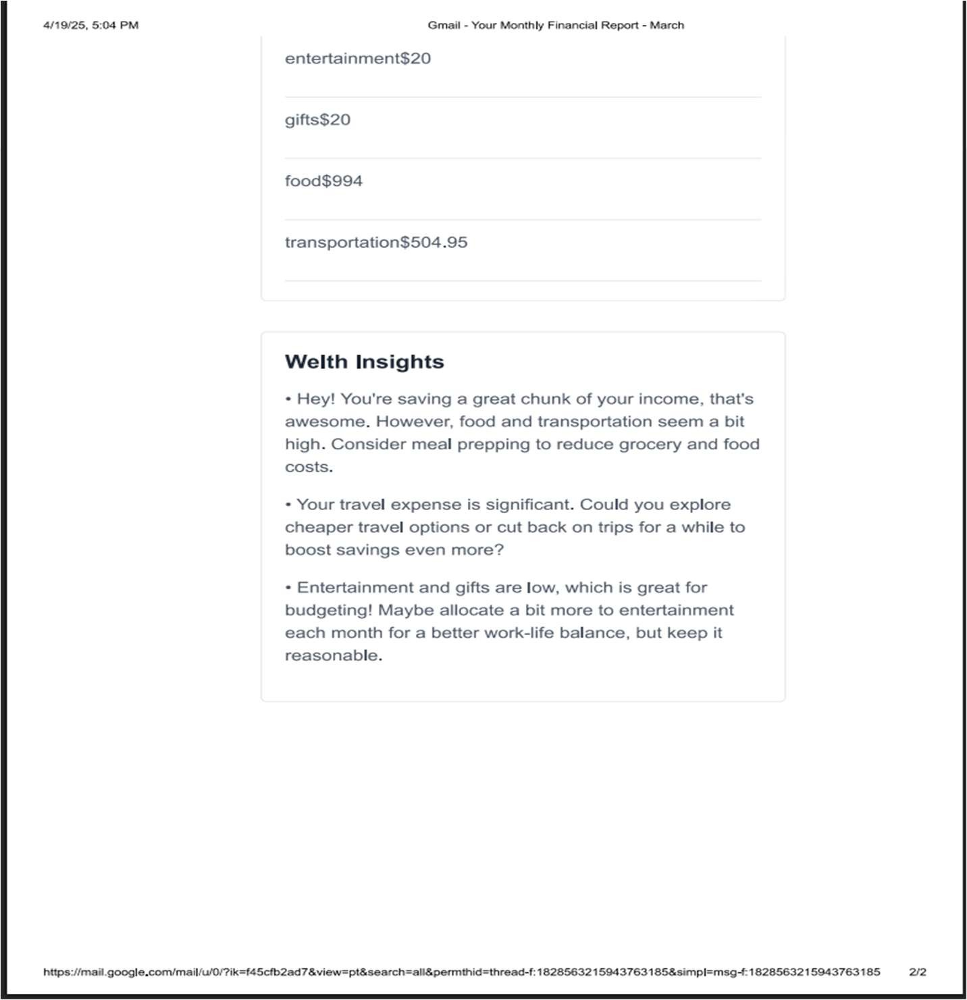 4/19/25, 5:04 PM
Gmail - Your Monthly Financial Report - March
entertainment$20
gifts$20
food$994
transportation$504.95
Welth Insights
• Hey! You're saving a great chunk of your income, that's
awesome. However, food and transportation seem a bit
high. Consider meal prepping to reduce grocery and food
costs.
• Your travel expense is significant. Could you explore
cheaper travel options or cut back on trips for a while to
boost savings even more?
• Entertainment and gifts are low, which is great for
budgeting! Maybe allocate a bit more to entertainment
each month for a better work-life balance, but keep it
reasonable.
https://mail.google.com/mail/u/0/?ik=f45cfb2ad7&view=pt&search=all&permthid=thread-f:1828563215943763185&simpl=msg-f:1828563215943763185
2/2